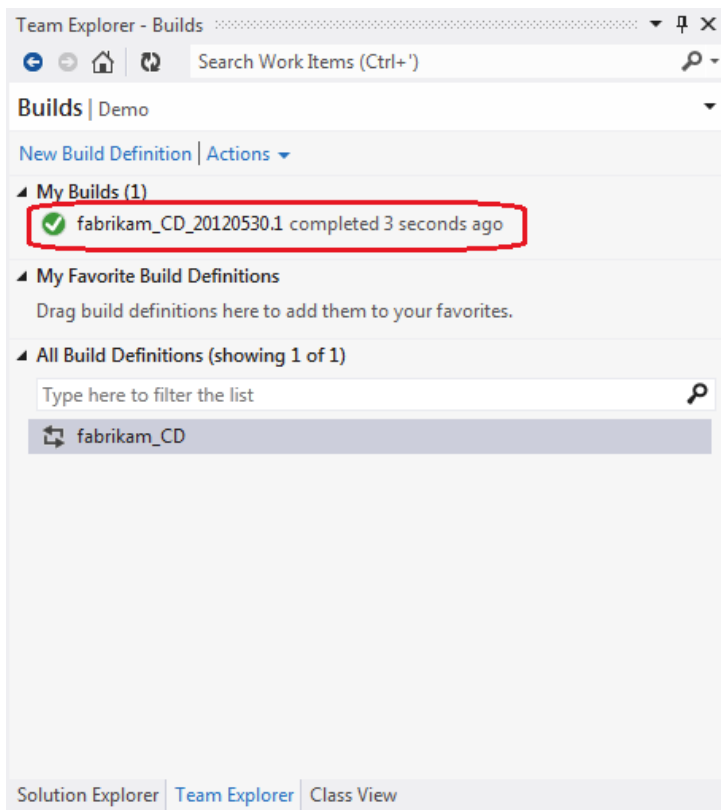 Team Explorer - Builds
Search Work Items (Ctrl+')
Builds | Demo
New Build Definition | Actions
My Builds (1)
fabrikam_CD_20120530.1 completed 3 seconds ago
My Favorite Build Definitions
Drag build definitions here to add them to your favorites.
All Build Definitions (showing 1 of 1)
Type here to filter the list
fabrikam_CD
Solution Explorer Team Explorer Class View